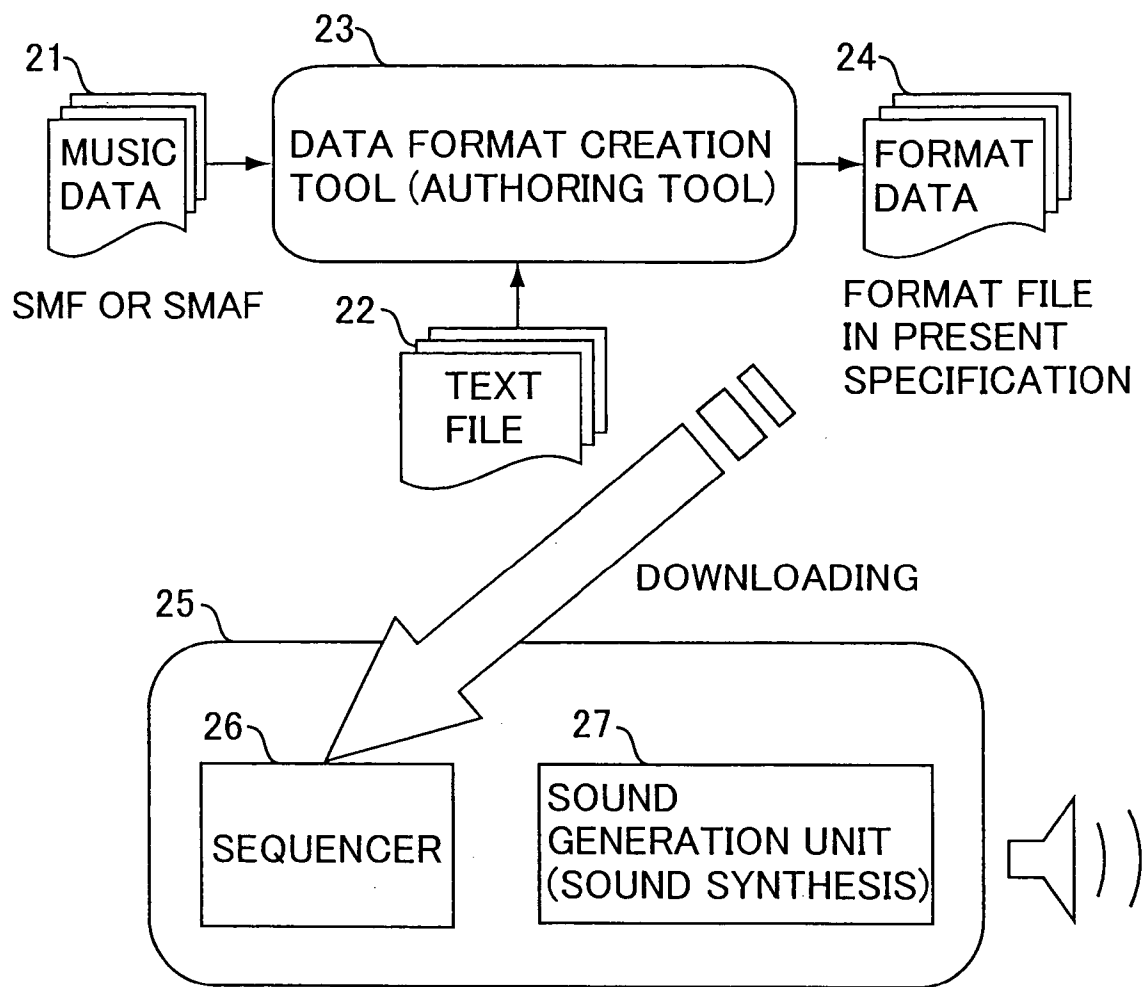 21
23
24
MUSIC
DATA
DATA FORMAT CREATION
TOOL (AUTHORING TOOL)
FORMAT
DATA
SMF OR SMAF
22
TEXT
FILE
FORMAT FILE
IN PRESENT
SPECIFICATION
DOWNLOADING
25
26
27
SEQUENCER
SOUND
GENERATION UNIT
(SOUND SYNTHESIS)